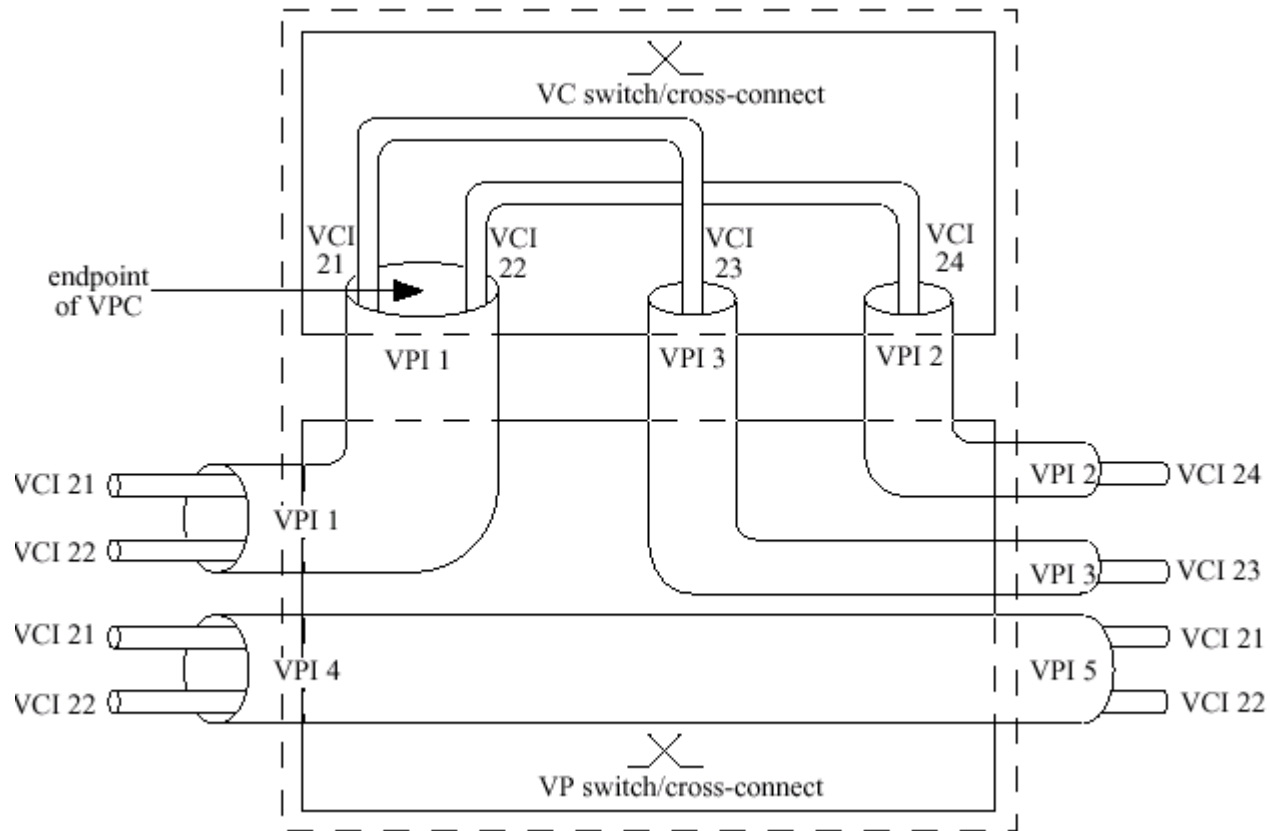 VC switch/cross-connect
VCI
21
VCI
22
VCI
23
VCI
24
endpoint
of VPC
VPI 1
VPI 3
VPI 2
VCI 21
VCI 22
VPI 1
VPI 2
VCI 24
VPI 3
VCI 23
VCI 21
VCI 22
VPI 4
VPI 5
VCI 21
VCI 22
VP switch/cross-connect